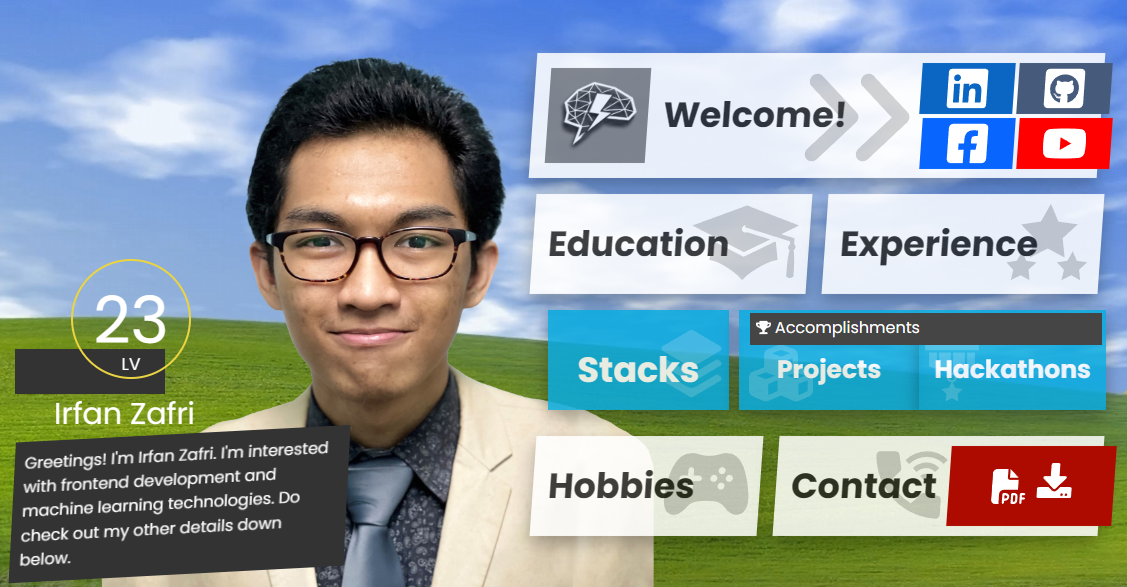 Welcome!
in
Education
Experience
23
LV
Irfan Zafri
Greetings! I'm Irfan Zafri. I'm interested
with frontend development and
machine learning technologies. Do
check out my other details down
below.
Accomplishments
Stacks
Projects
Hackathons
Hobbies
Contact
PDF